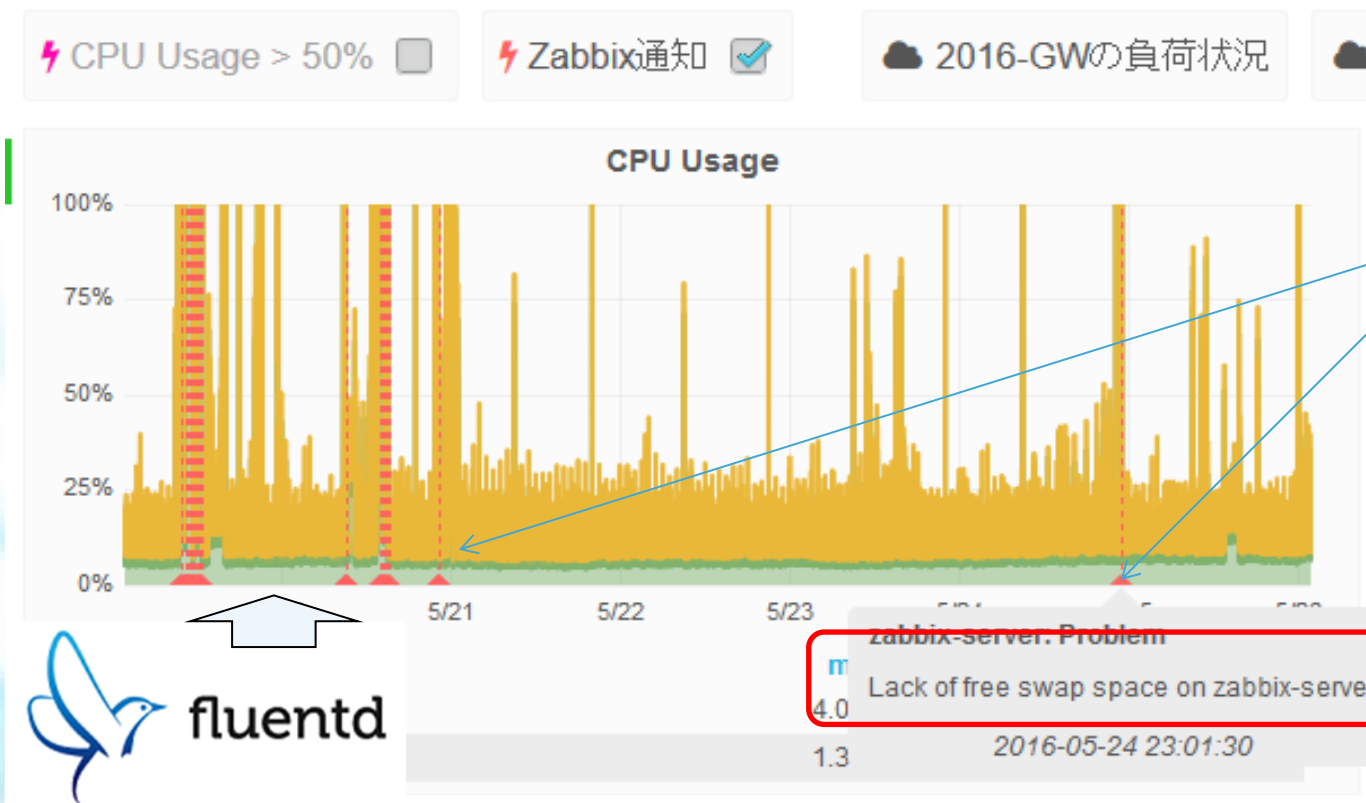 CPU Usage > 50%
Zabbix通知
2016-GWの負荷状況
CPU Usage
100%
75%
50%
25%
0%
5/21
5/22
5/23
zabbix-server: Problem
Lack of free swap space on zabbix-serve
4.0
1.3
2016-05-24 23:01:30
fluentd